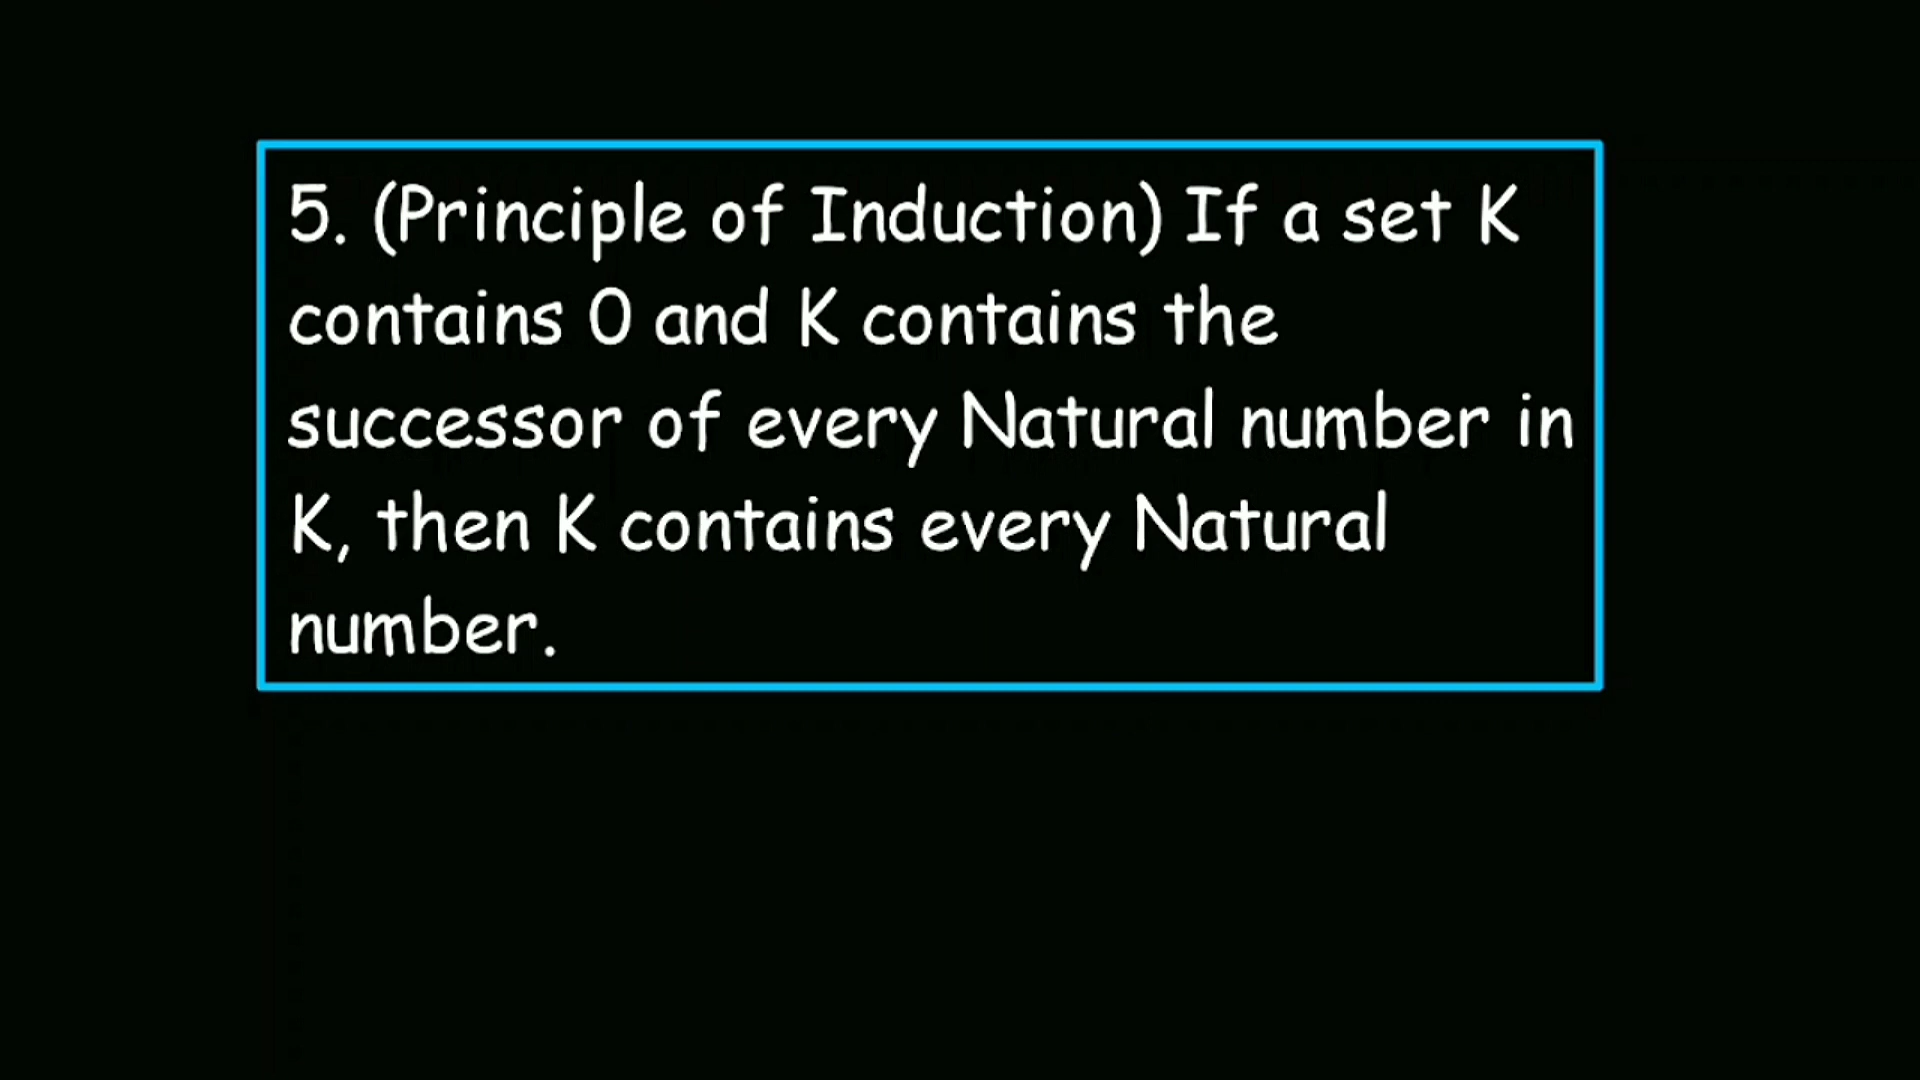 5. (Principle of Induction) If a set K
contains 0 and K contains the
successor of every Natural number in
K, then K contains every Natural
number.